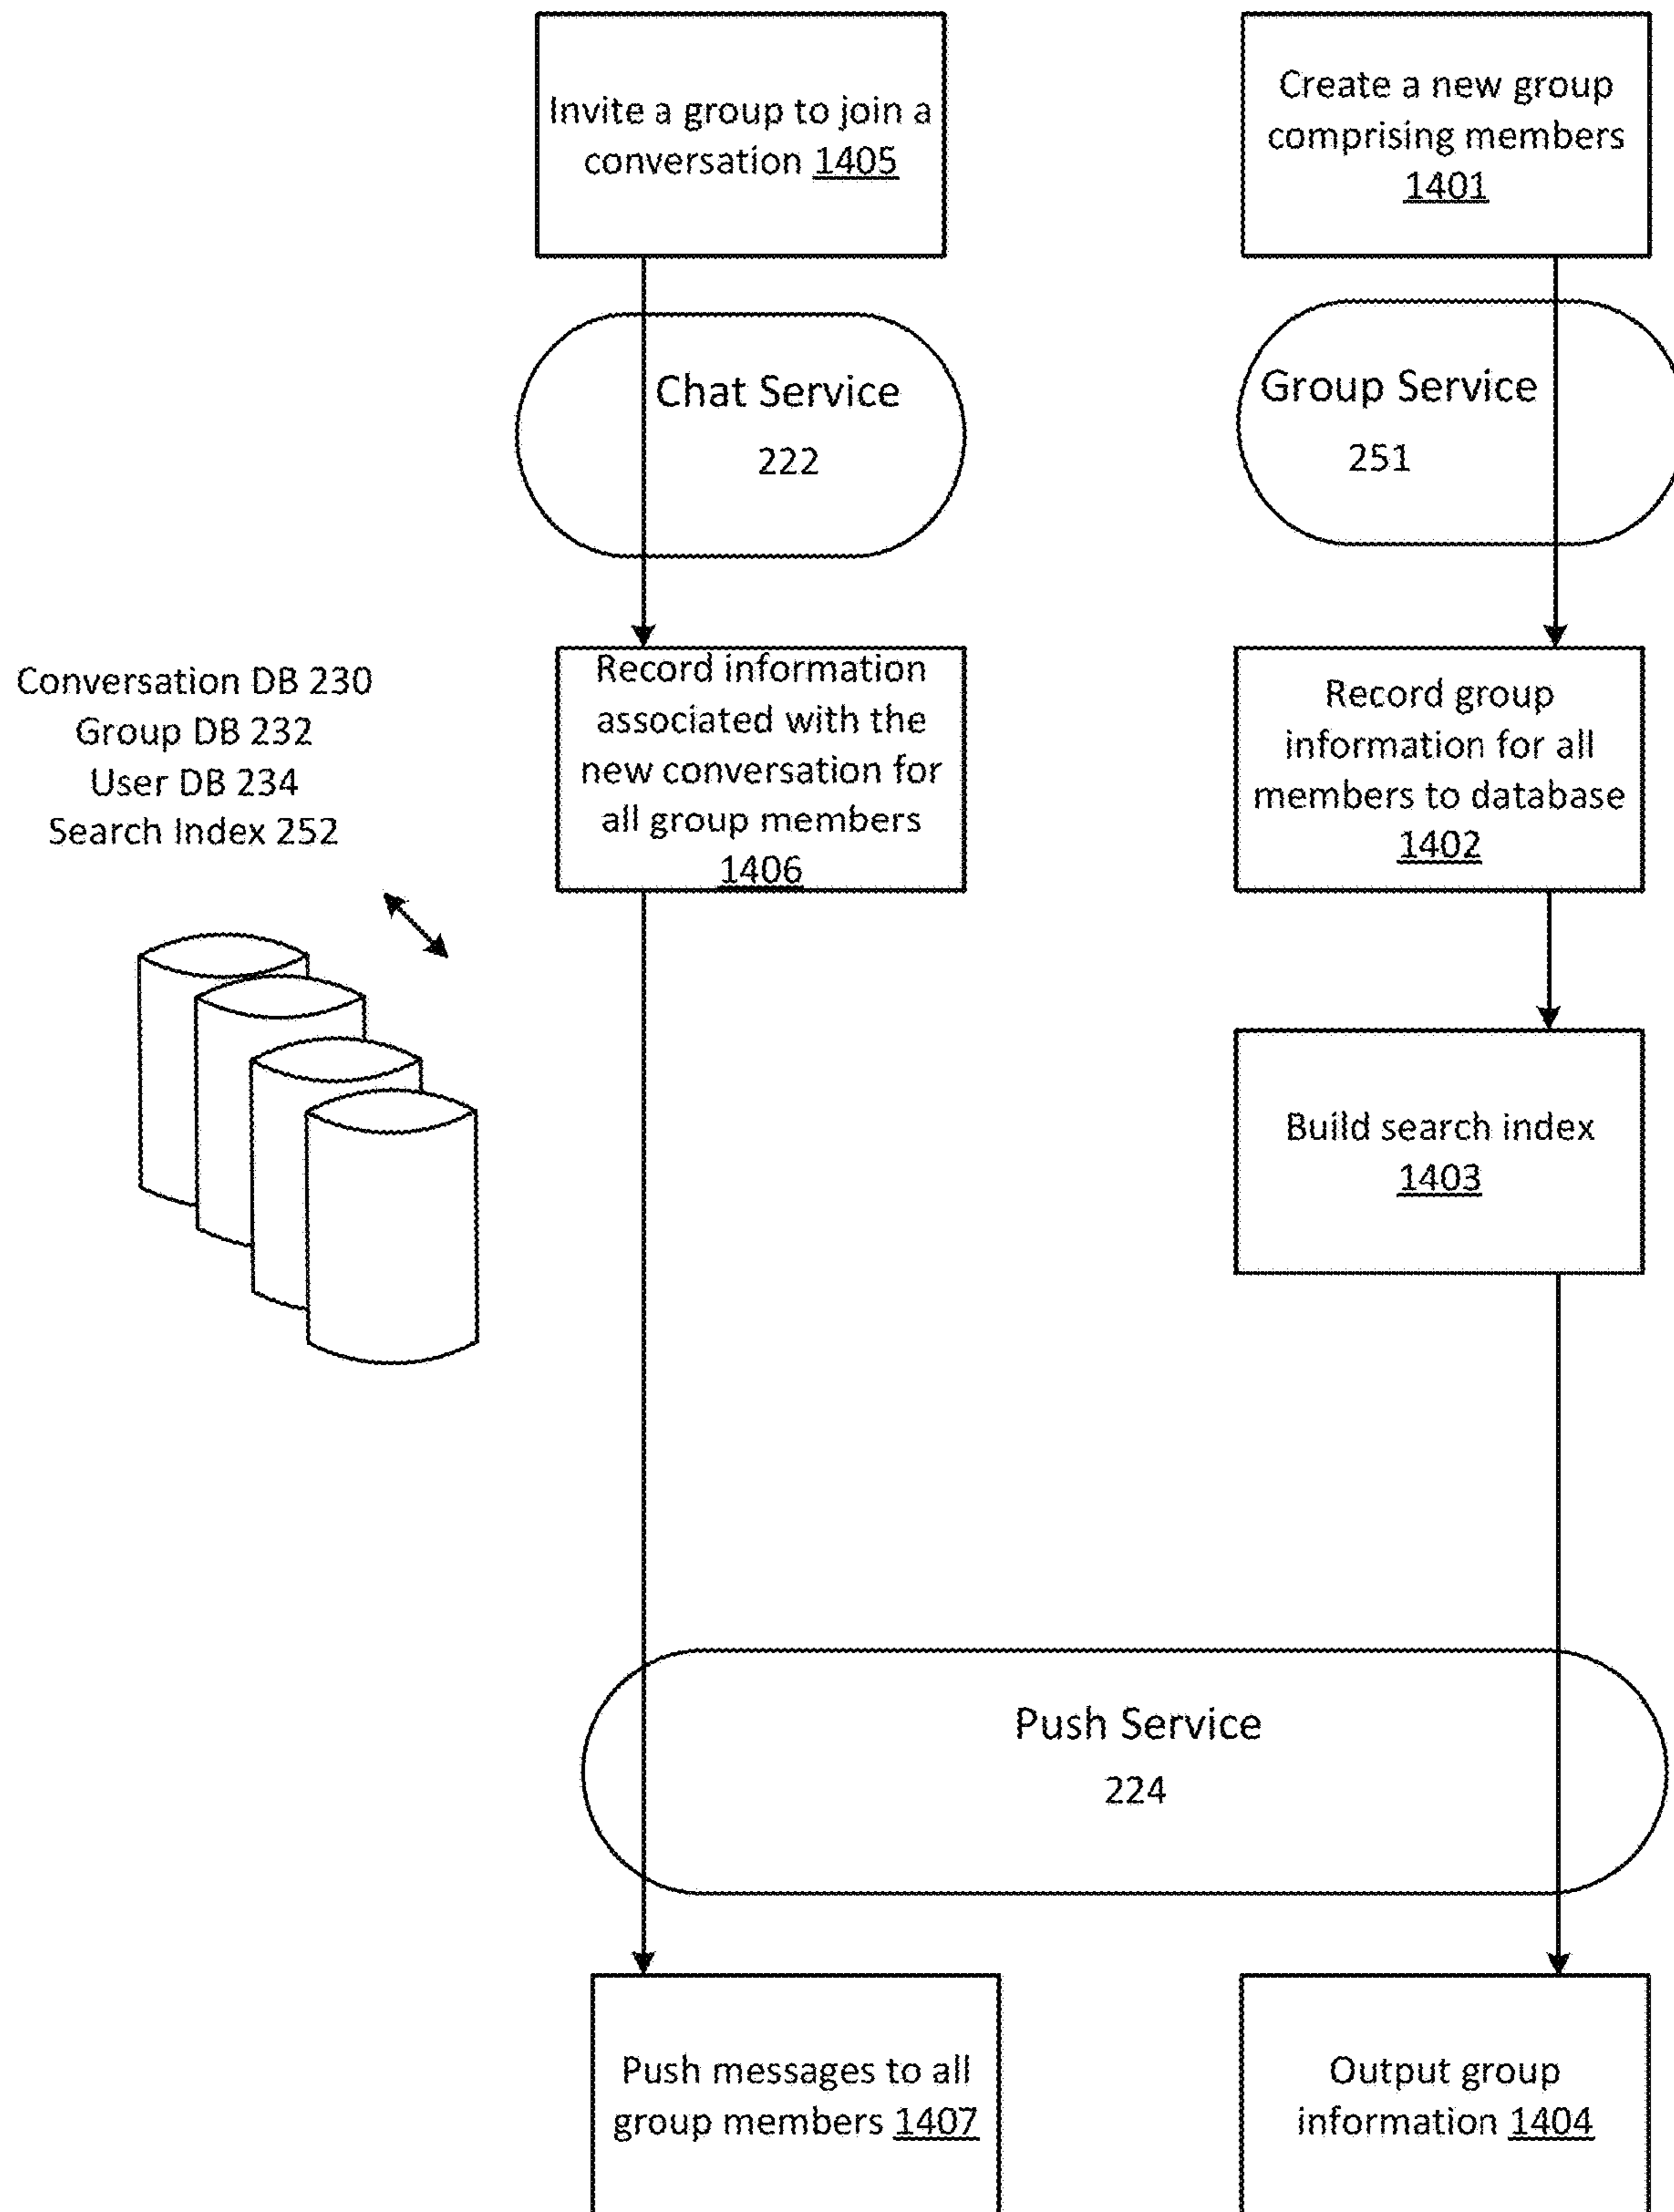 Invite a group to join a
conversation 1405
Create a new group
comprising members
1401
Chat Service
222
Group Service
251
Conversation DB 230
Group DB 232
User DB 234
Search Index 252
Record information
associated with the
new conversation for
all group members
1406
Record group
information for all
members to database
1402
Build search index
1403
Push Service
224
Push messages to all
group members 1407
Output group
information 1404